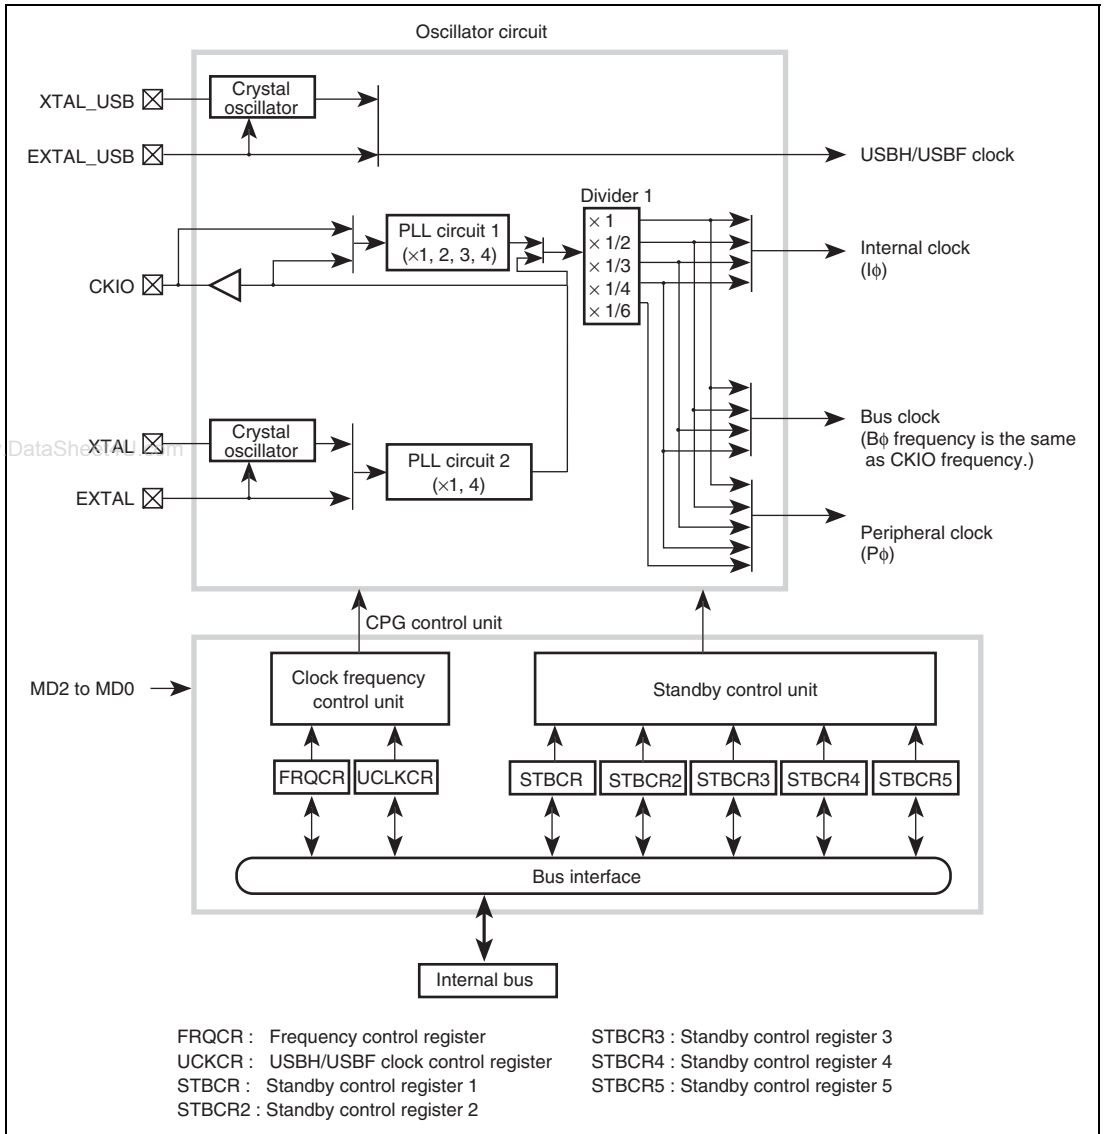 Oscillator circuit
XTAL_USB
Crystal
oscillator
EXTAL_USB
USBH/USBF clock
Divider 1
× 1
× 1/2
× 1/3
× 1/4
× 1/6
PLL circuit 1
(×1, 2, 3, 4)
CKIO
Internal clock
(Iϕ)
Bus clock
(Bϕ frequency is the same
as CKIO frequency.)
XTAL
Crystal
oscillator
PLL circuit 2
(×1, 4)
EXTAL
Peripheral clock
(Pϕ)
CPG control unit
MD2 to MD0
Clock frequency
control unit
Standby control unit
FRQCR
UCLKCR
STBCR
STBCR2
STBCR3
STBCR4
STBCR5
Bus interface
Internal bus
FRQCR : Frequency control register
UCKCR : USBH/USBF clock control register
STBCR : Standby control register 1
STBCR2 : Standby control register 2
STBCR3 : Standby control register 3
STBCR4 : Standby control register 4
STBCR5 : Standby control register 5